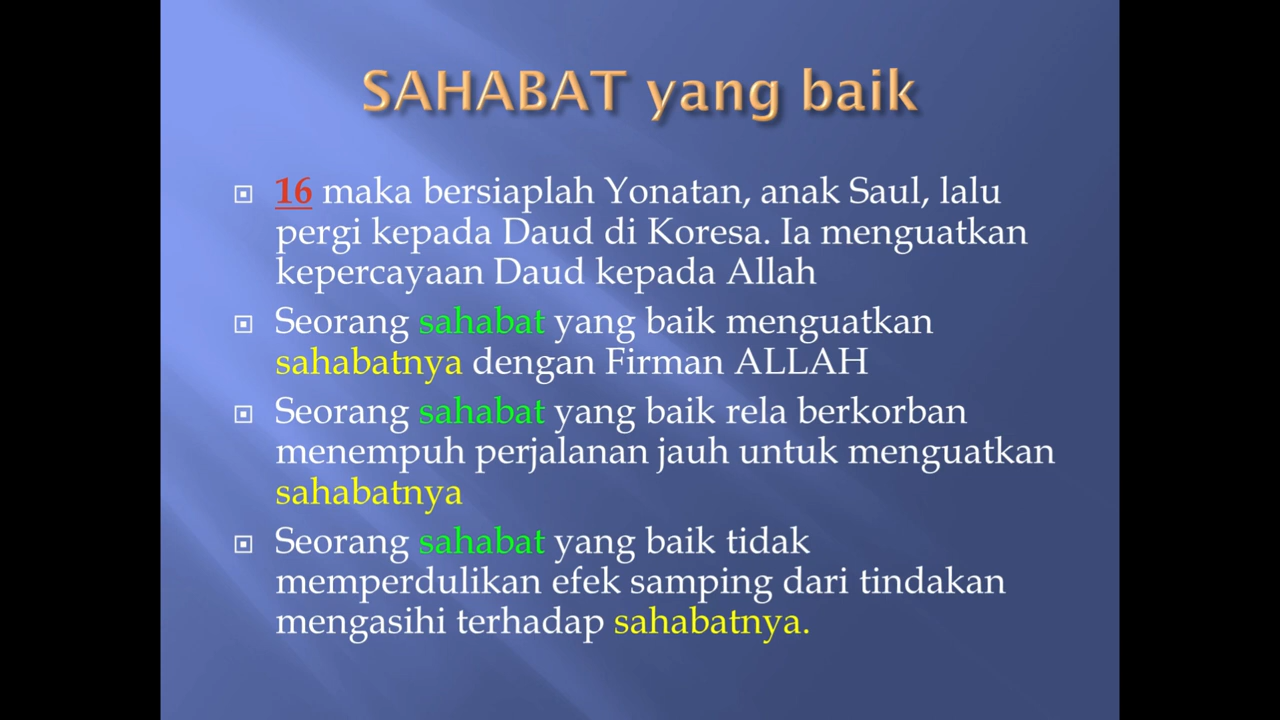 SAHABAT yang baik
16 maka bersiaplah Yonatan, anak Saul, lalu
pergi kepada Daud di Koresa. Ia menguatkan
kepercayaan Daud kepada Allah
Seorang sahabat yang baik menguatkan
sahabatnya dengan Firman ALLAH
Seorang sahabat yang baik rela berkorban
menempuh perjalanan jauh untuk menguatkan
sahabatnya
Seorang sahabat yang baik tidak
memperdulikan efek samping dari tindakan
mengasihi terhadap sahabatnya.